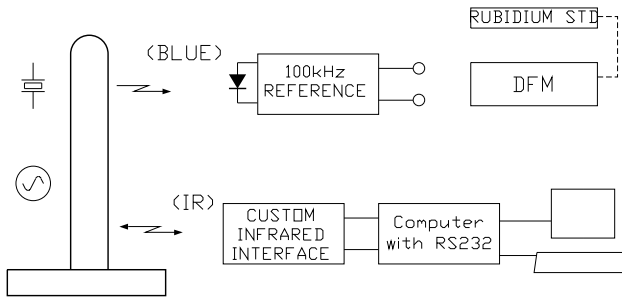 RUBIDIUM STD
(BLUE)
100kHz
REFERENCE
DFM
(IR)
CUSTOM
INFRARED
INTERFACE
Computer
with RS232